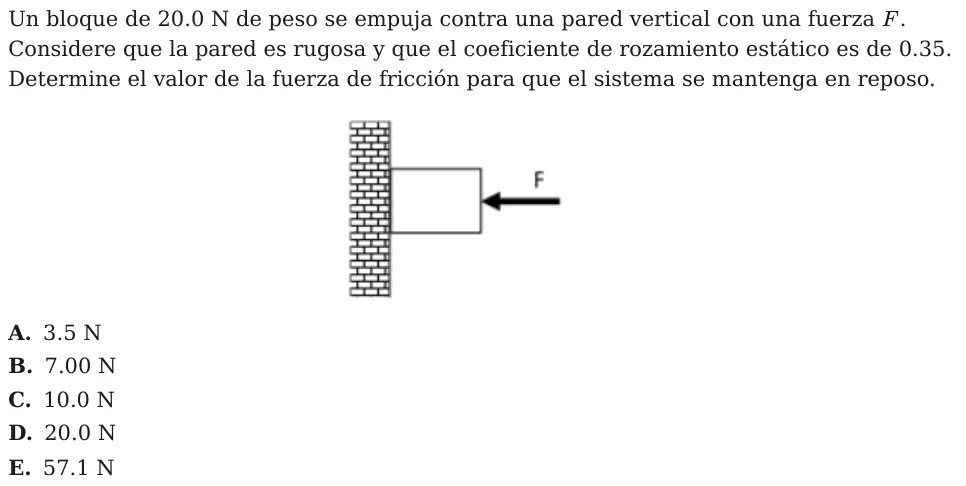 Un bloque de 20.0 N de peso se empuja contra una pared vertical con una fuerza F.
Considere que la pared es rugosa y que el coeficiente de rozamiento estático es de 0.35.
Determine el valor de la fuerza de fricción para que el sistema se mantenga en reposo.
F
A. 3.5 N
B. 7.00 N
C. 10.0 N
D. 20.0 N
E. 57.1 N